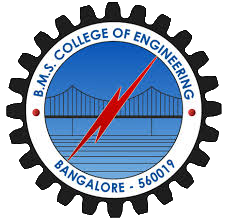 B.M.S. COLLEGE OF ENGINEERING
BANGALORE - 560019